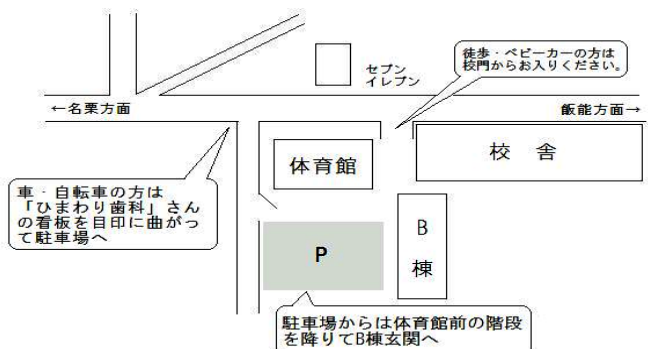 セブン
イレブン
徒歩・ベビーカーの方は
校門からお入りください。
←名栗方面
飯能方面→
体育館
校 舎
車・自転車の方は
「ひまわり歯科」さん
の看板を目印に曲がっ
て駐車場へ
P
B
棟
駐車場からは体育館前の階段
を降りてB棟玄関へ